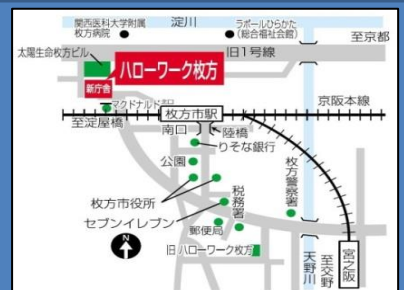 関西医科大学附属
枚方病院
淀川
ラポールひらかた
(総合福祉会館)
至京都
太陽生命枚方ビル
旧1号線
ハローワーク枚方
新庁舎
マクドナルド
京阪本線
至淀屋橋
枚方市駅
南口
陸橋
りそな銀行
公園
枚方市役所
税務署
枚方警察署
セブンイレブン
郵便局
旧 ハローワーク枚方
天野川
至交野
宮之阪
N